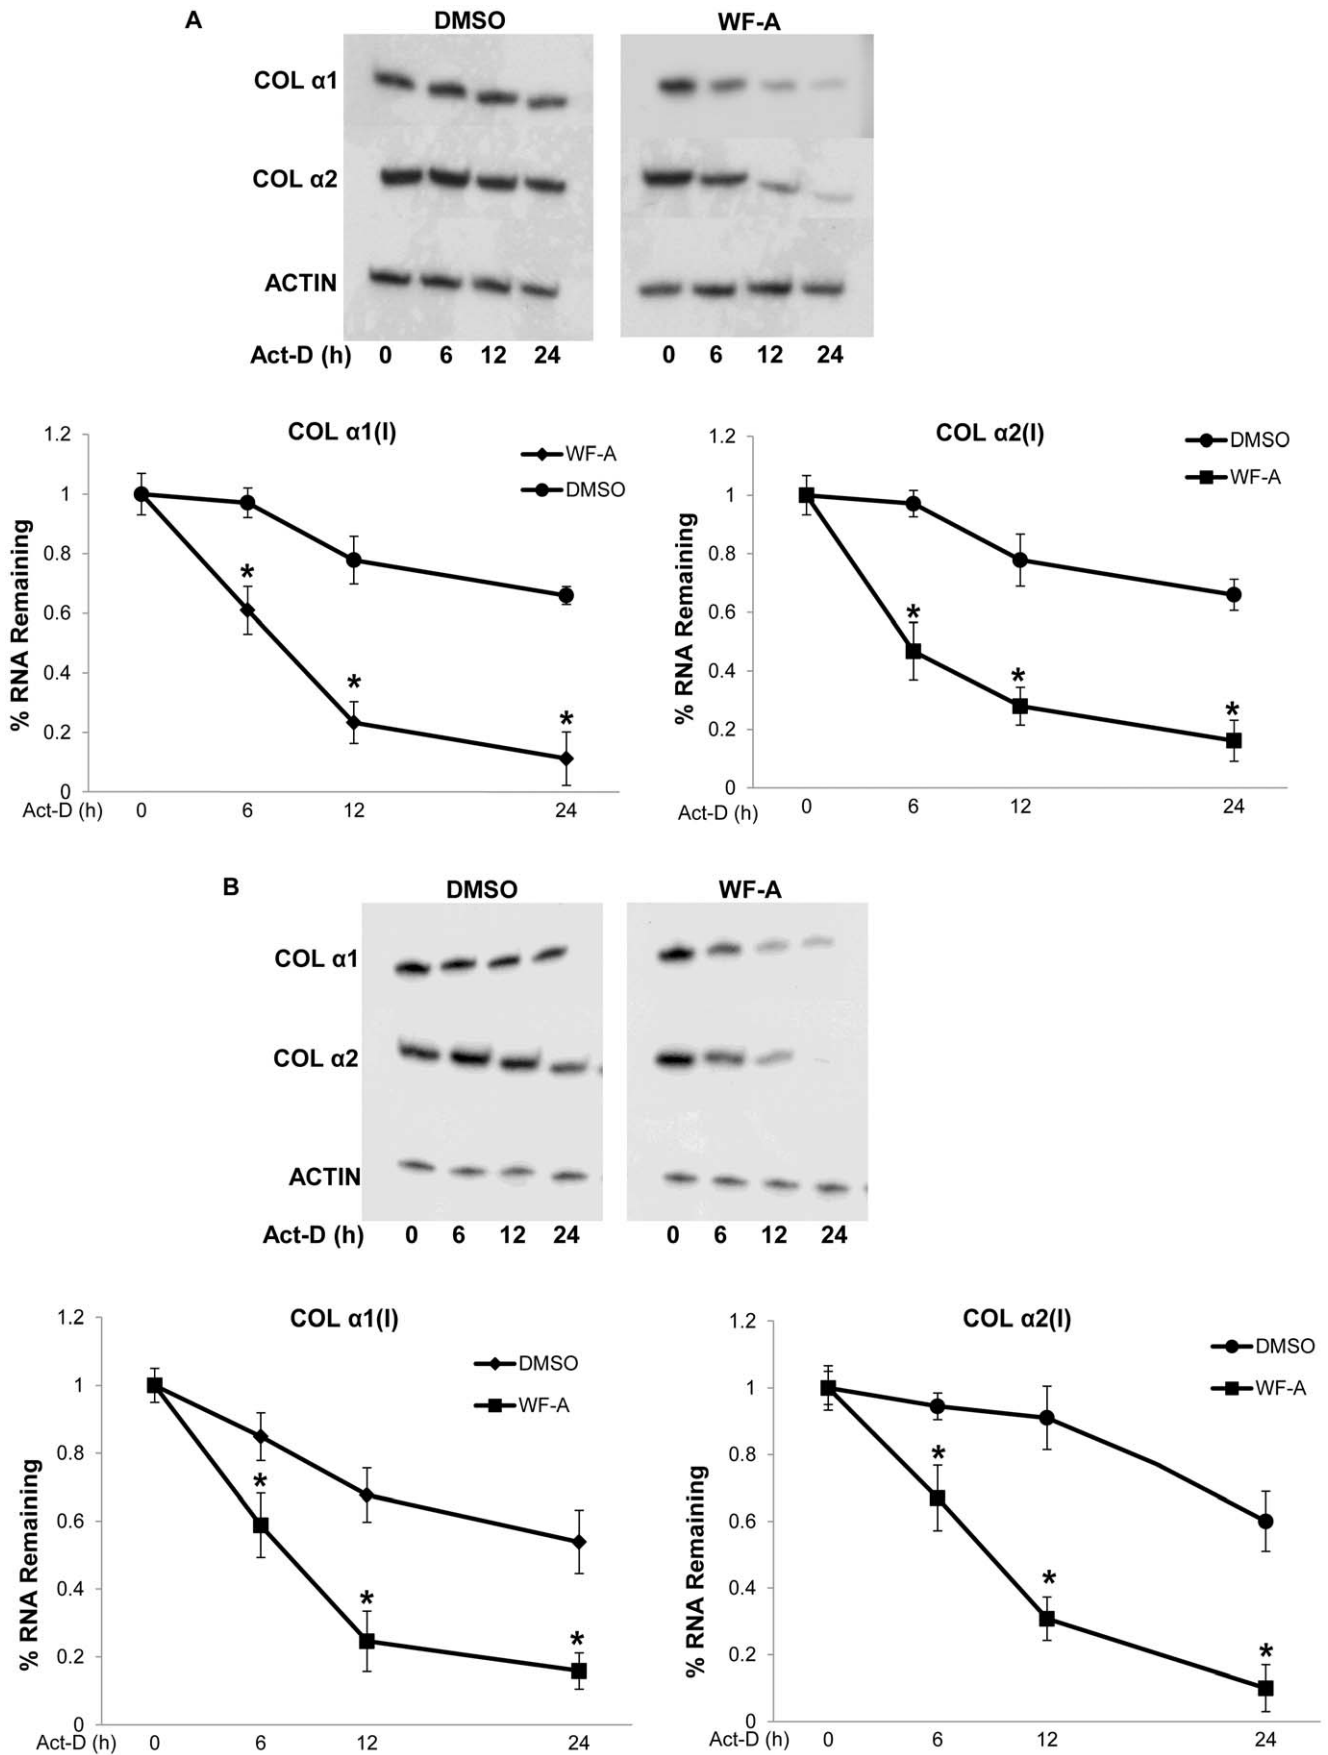 A
DMSO
WF-A
COL α1
COL α2
ACTIN
Act-D (h) 0 6 12 24 0 6 12 24
COL α1(I)
WF-A
DMSO
% RNA Remaining
1.2
1
0.8
0.6
0.4
0.2
0
*
*
*
Act-D (h) 0 6 12 24
COL α2(I)
DMSO
WF-A
% RNA Remaining
1.2
1
0.8
0.6
0.4
0.2
0
*
*
*
Act-D (h) 0 6 12 24
B
DMSO
WF-A
COL α1
COL α2
ACTIN
Act-D (h) 0 6 12 24 0 6 12 24
COL α1(I)
DMSO
WF-A
% RNA Remaining
1.2
1
0.8
0.6
0.4
0.2
0
*
*
*
Act-D (h) 0 6 12 24
COL α2(I)
DMSO
WF-A
% RNA Remaining
1.2
1
0.8
0.6
0.4
0.2
0
*
*
*
Act-D (h) 0 6 12 24